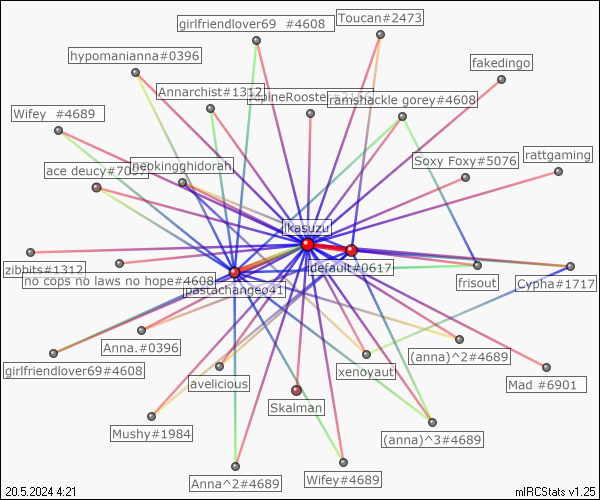 girlfriendlover69 #4608
Toucan#2473
hypomanianna#0396
fakedingo
Annarchist#1312
AlpineRooster
ramshackle gorey#4608
Wifey #4689
ace deucy#7097
neokingghidorah
Soxy Foxy#5076
rattgaming
ikasuzu
default#0617
zibbits#1312
no cops no laws no hope#4608
pastachange041
frisout
Cypha#1717
Anna.#0396
girlfriendlover69#4608
avelicious
xenoyaut
(anna)^2#4689
Mad #6901
Skalman
Mushy#1984
(anna)^3#4689
Anna^2#4689
Wifey#4689
20.5.2024 4:21
mIRCStats v1.25